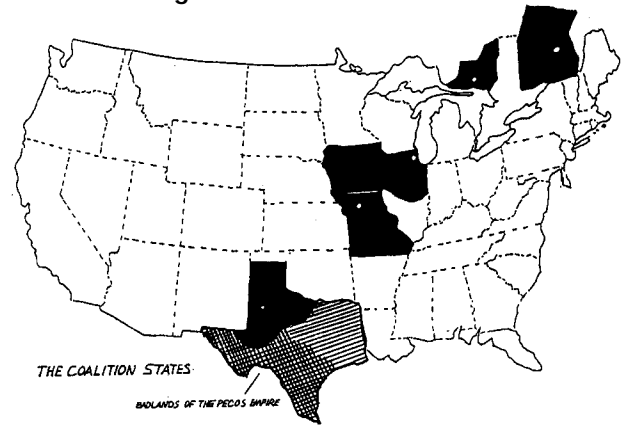 THE COALITION STATES
BADLANDS OF THE PECOS EMPIRE